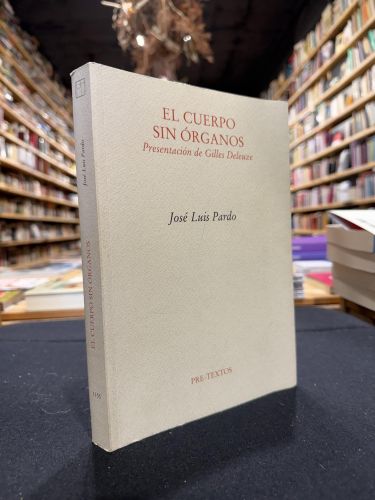 EL CUERPO
SIN ÓRGANOS
Presentación de Gilles Deleuze
José Luis Pardo
PRE-TEXTOS
José Luis Pardo
EL CUERPO SIN ÓRGANOS